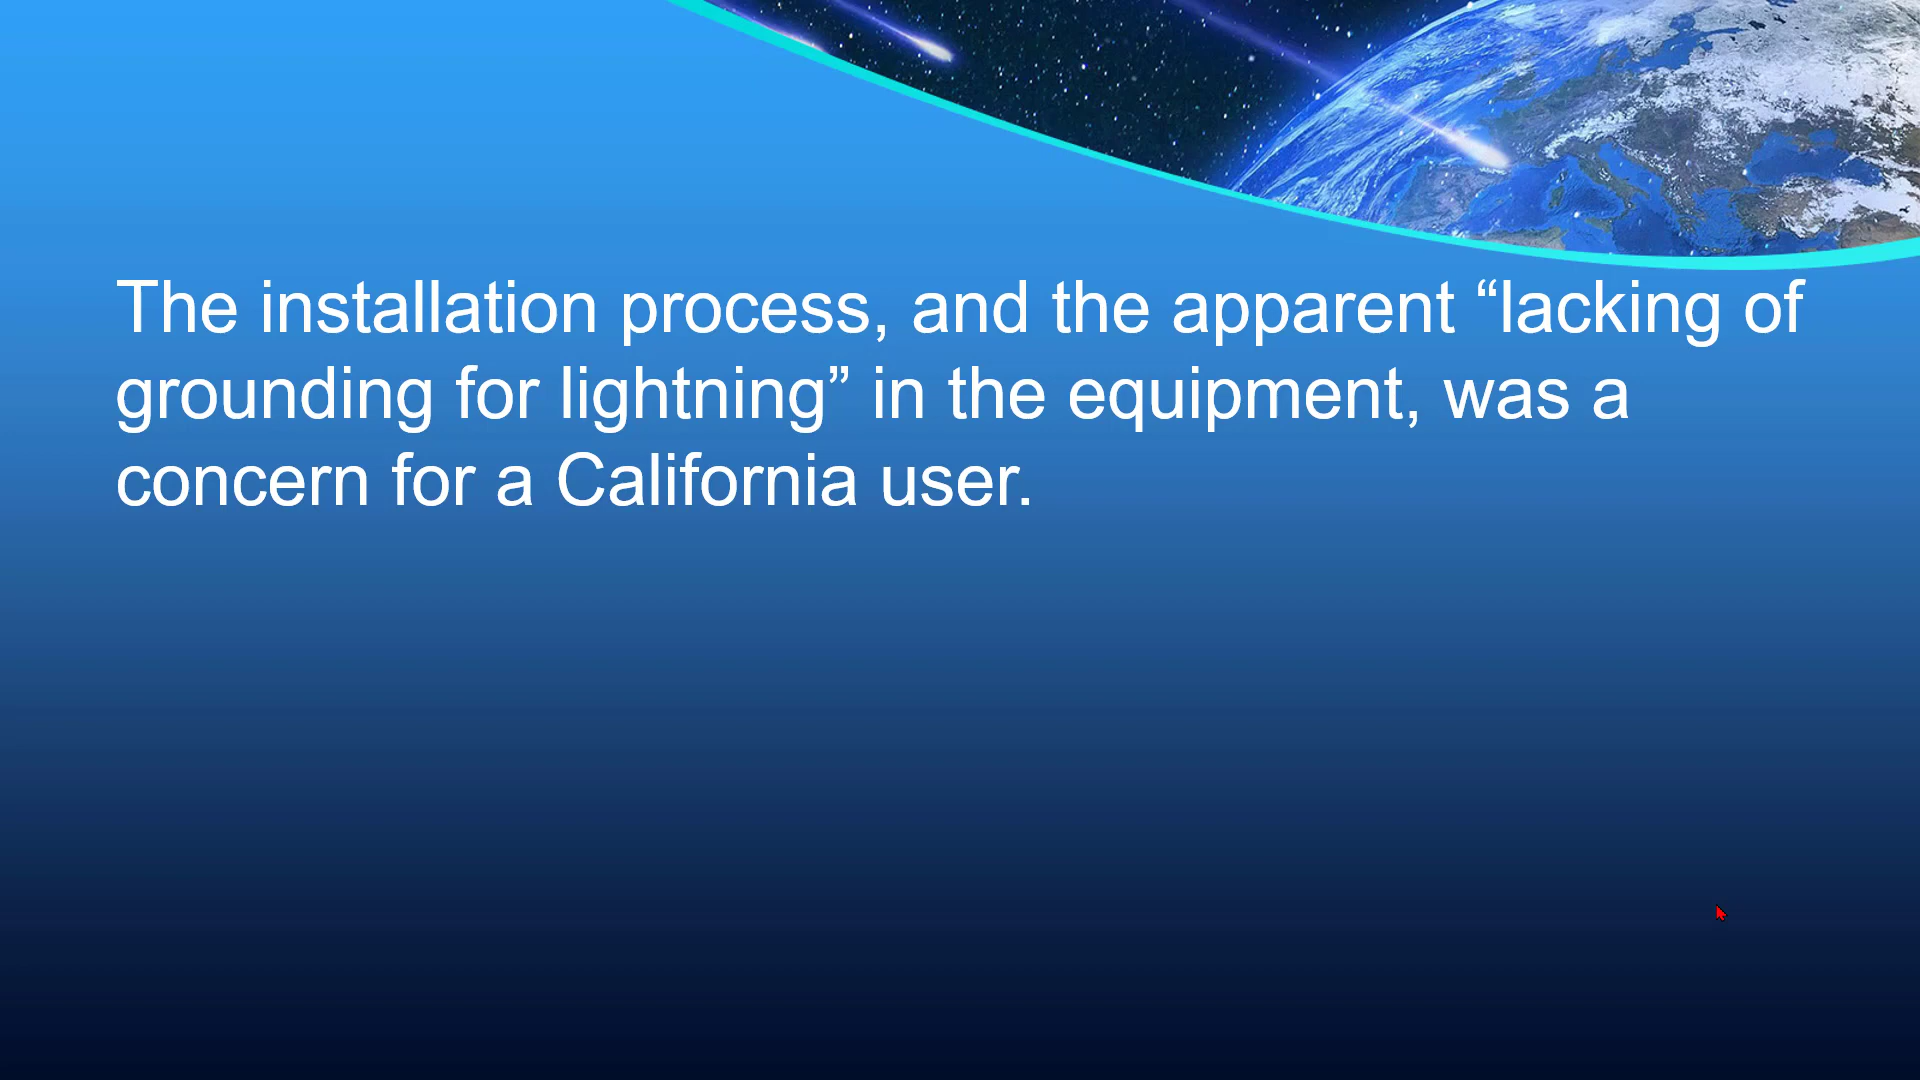 The installation process, and the apparent “lacking of
grounding for lightning” in the equipment, was a
concern for a California user.